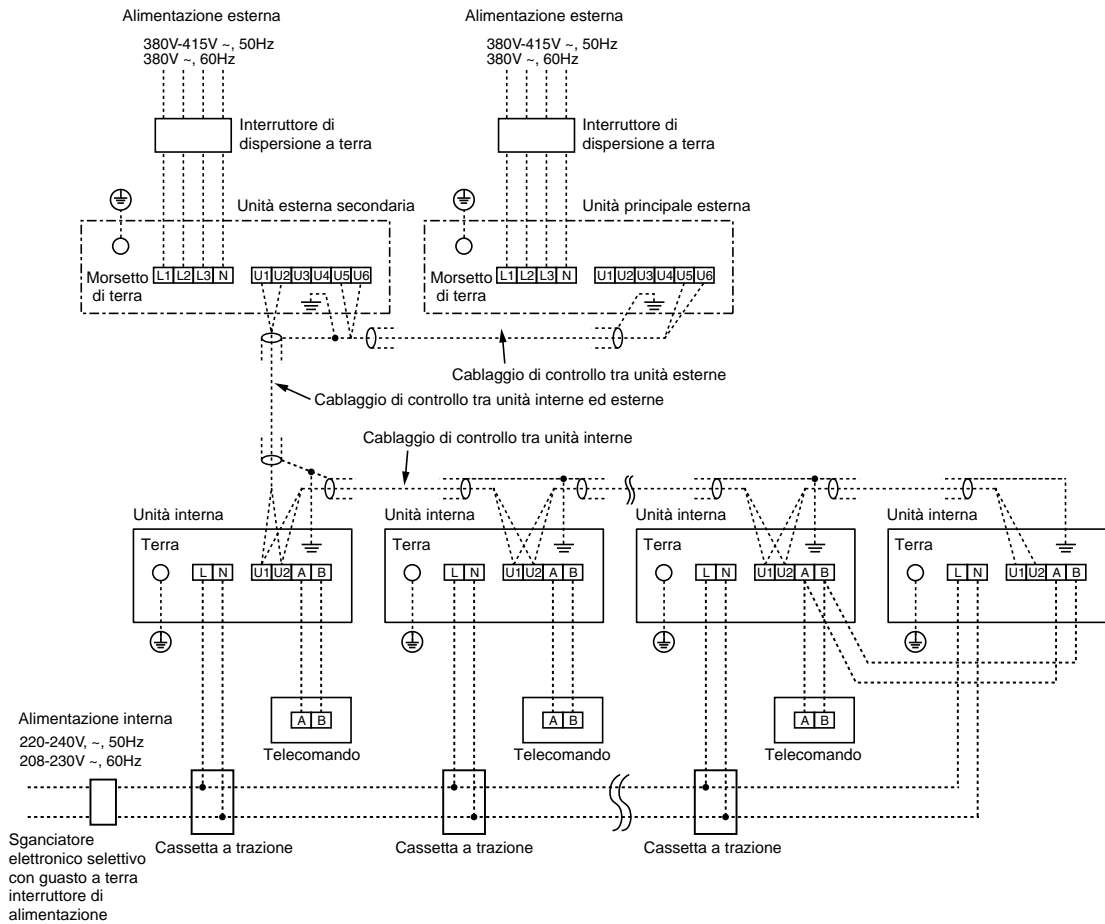 Alimentazione esterna
380V-415V ~, 50Hz
380V ~, 60Hz
Interruttore di
dispersione a terra
Unità esterna secondaria
Morsetto
di terra
L1 L2 L3 N
U1 U2 U3 U4 U5 U6
Alimentazione esterna
380V-415V ~, 50Hz
380V ~, 60Hz
Interruttore di
dispersione a terra
Unità principale esterna
Morsetto
di terra
L1 L2 L3 N
U1 U2 U3 U4 U5 U6
Cablaggio di controllo tra unità esterne
Cablaggio di controllo tra unità interne ed esterne
Cablaggio di controllo tra unità interne
Unità interna
Terra
L N
U1 U2 A B
Unità interna
Terra
L N
U1 U2 A B
Unità interna
Terra
L N
U1 U2 A B
Unità interna
Terra
L N
U1 U2 A B
A B
Telecomando
A B
Telecomando
A B
Telecomando
Alimentazione interna
220-240V, ~, 50Hz
208-230V ~, 60Hz
Sganciatore
elettronico selettivo
con guasto a terra
interruttore di
alimentazione
Cassetta a trazione
Cassetta a trazione
Cassetta a trazione